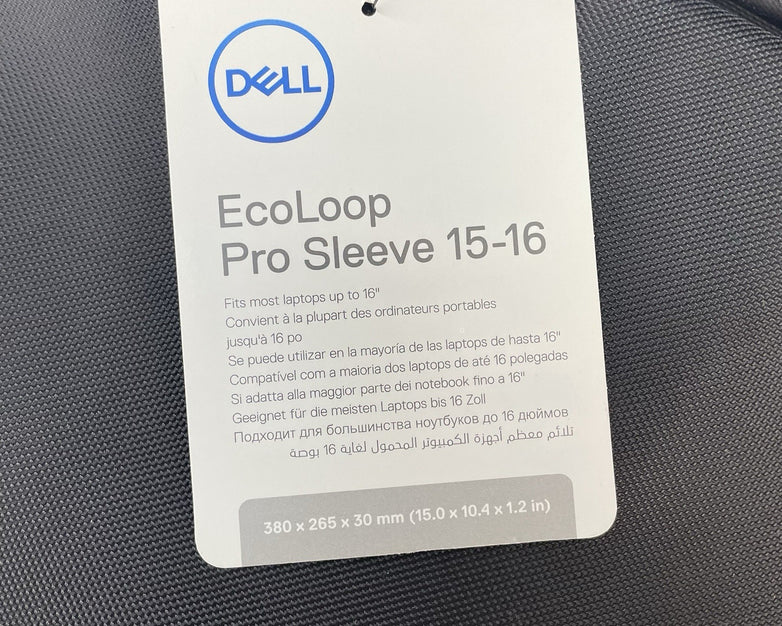 DELL
EcoLoop
Pro Sleeve 15-16
Fits most laptops up to 16"
Convient à la plupart des ordinateurs portables
jusqu'à 16 po
Se puede utilizar en la mayoría de las laptops de hasta 16"
Compatível com a maioria dos laptops de até 16 polegadas
Si adatta alla maggior parte dei notebook fino a 16"
Geeignet für die meisten Laptops bis 16 Zoll
Подходит для большинства ноутбуков до 16 дюймов
تلائم معظم أجهزة الكمبيوتر المحمول لغاية 16 بوصة
380 x 265 x 30 mm (15.0 x 10.4 x 1.2 in)